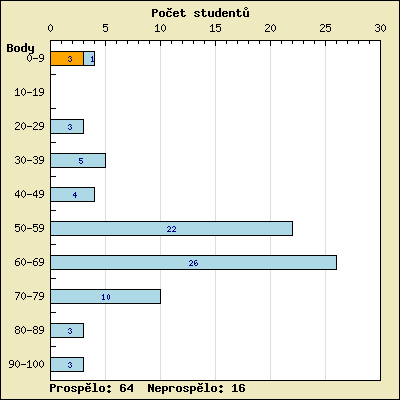 Počet studentů
0 5 10 15 20 25 30
Body
0-9 3 1
10-19
20-29 3
30-39 5
40-49 4
50-59 22
60-69 26
70-79 10
80-89 3
90-100 3
Prospělo: 64 Neprospělo: 16